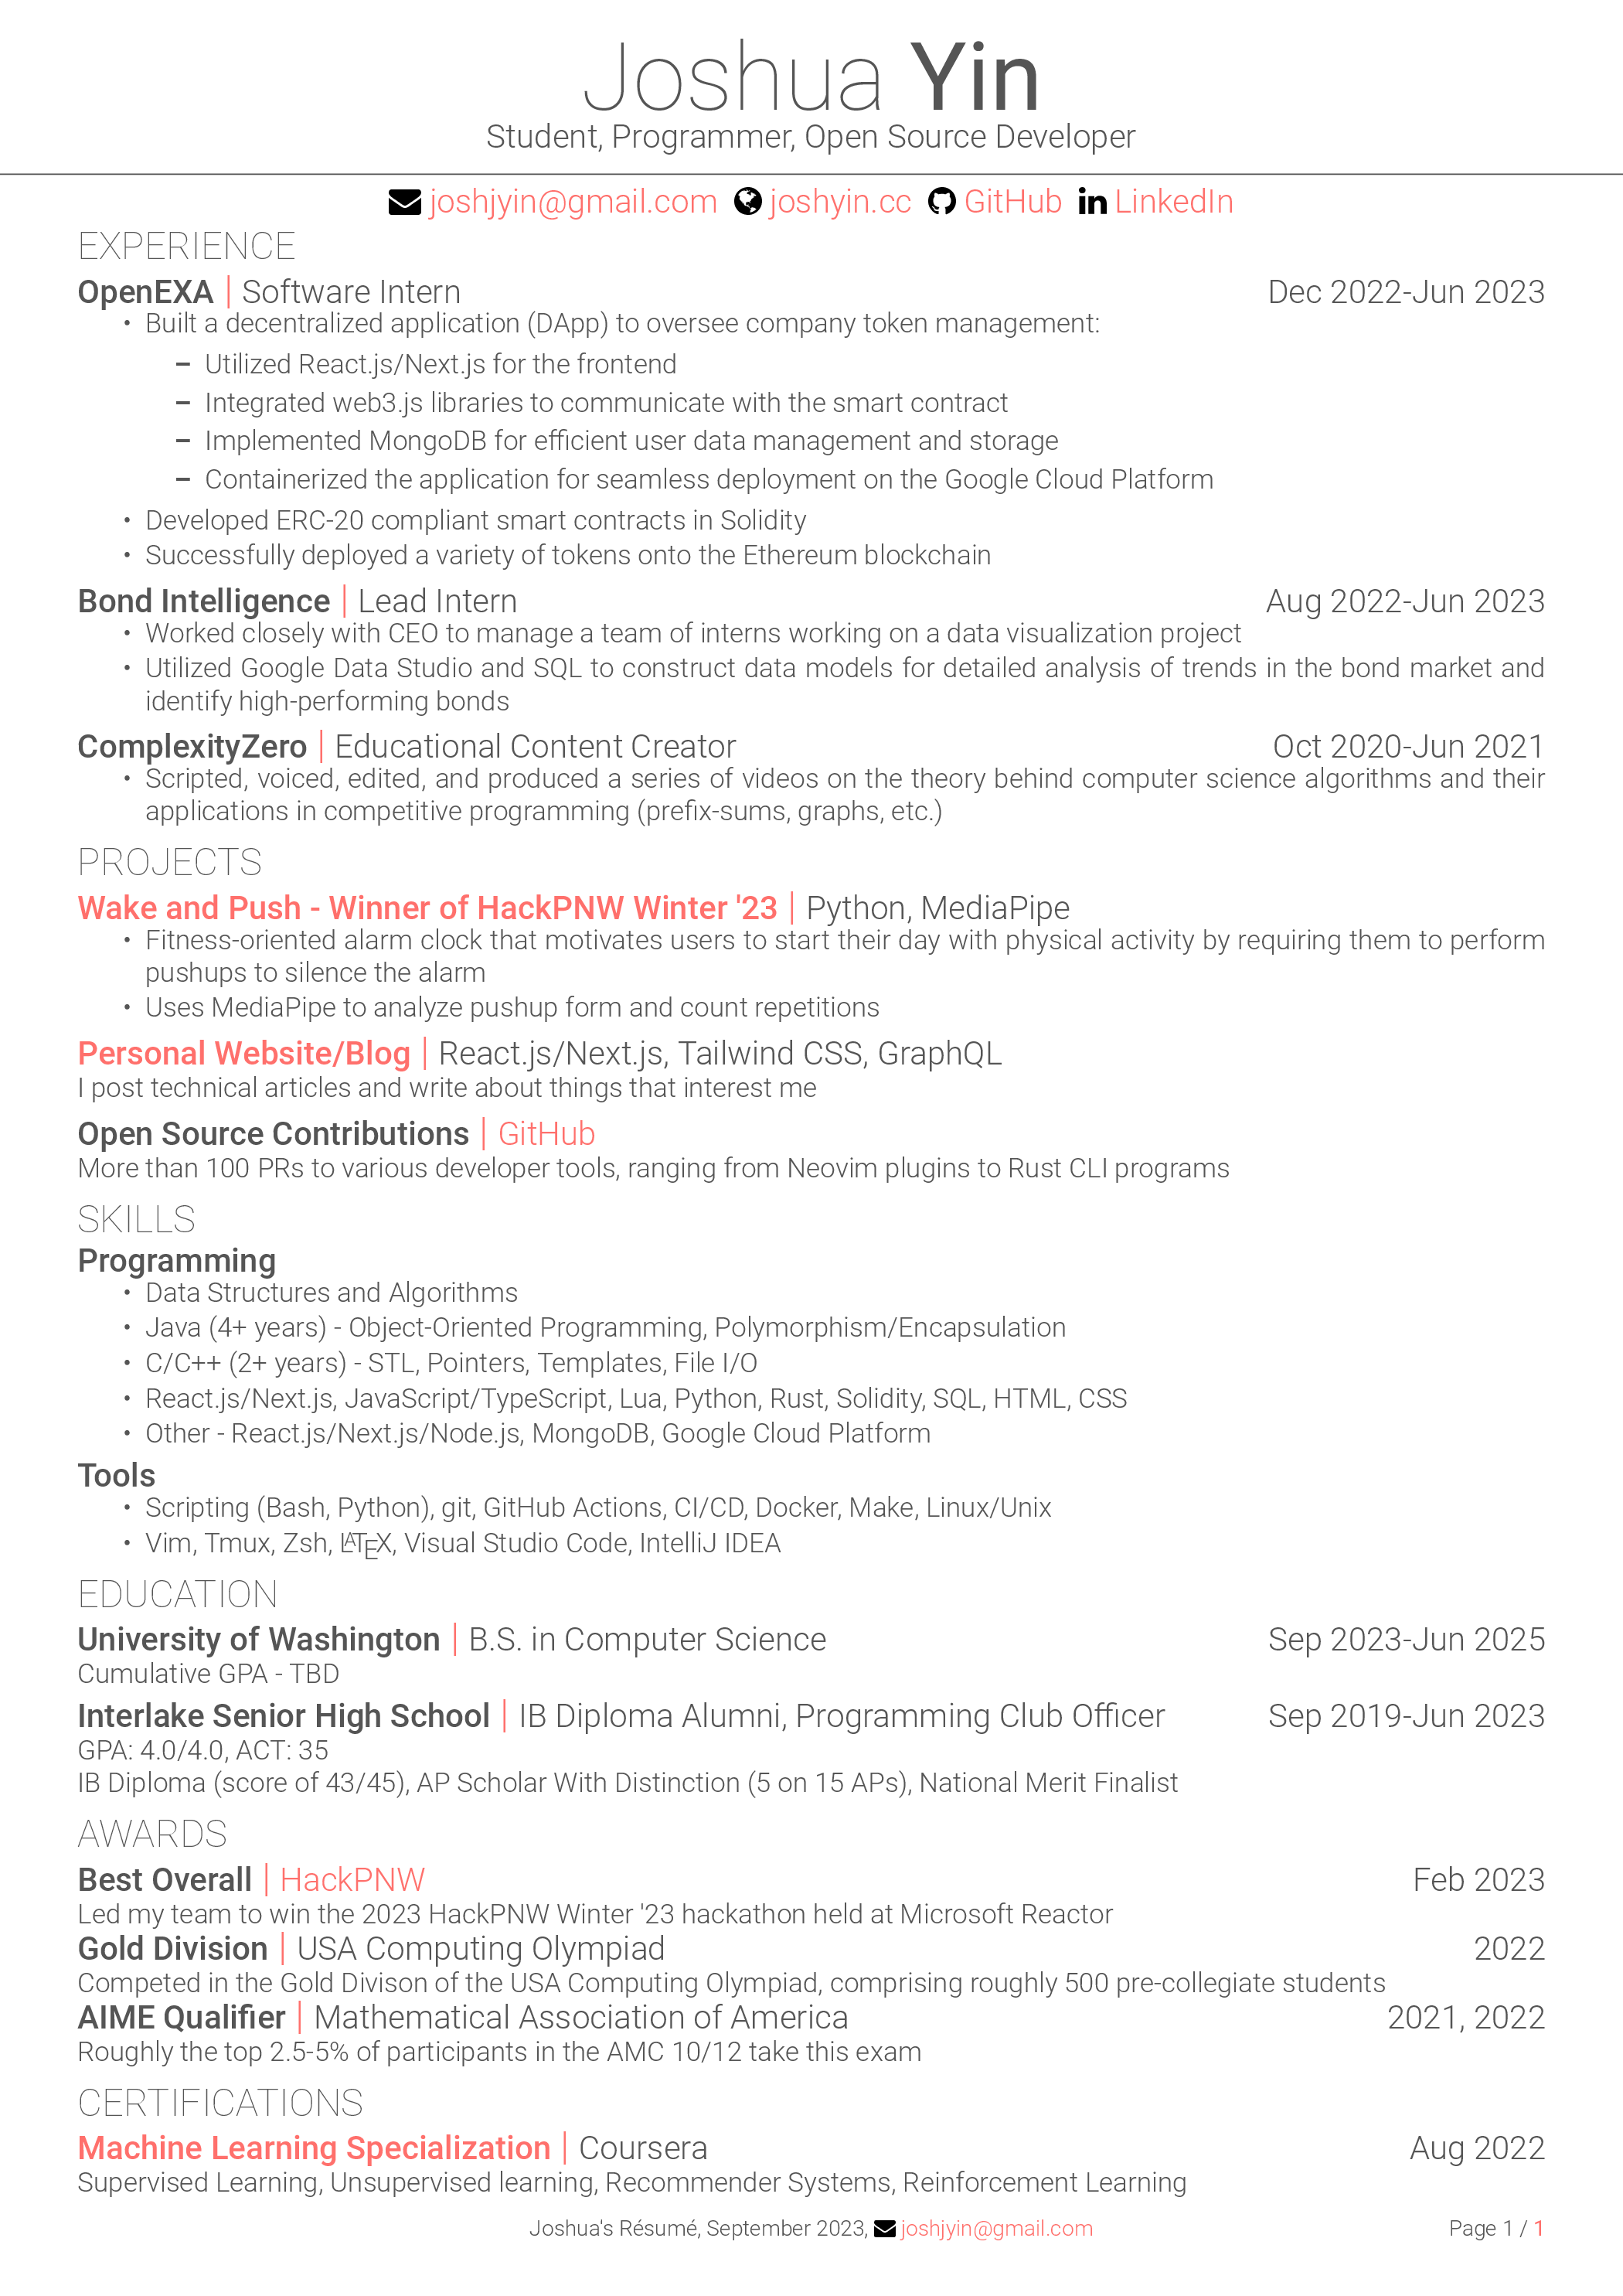 Joshua Yin
Student, Programmer, Open Source Developer
joshjyin@gmail.com joshyin.cc GitHub LinkedIn
EXPERIENCE
OpenEXA | Software Intern Dec 2022-Jun 2023
• Built a decentralized application (DApp) to oversee company token management:
– Utilized React.js/Next.js for the frontend
– Integrated web3.js libraries to communicate with the smart contract
– Implemented MongoDB for efficient user data management and storage
– Containerized the application for seamless deployment on the Google Cloud Platform
• Developed ERC-20 compliant smart contracts in Solidity
• Successfully deployed a variety of tokens onto the Ethereum blockchain
Bond Intelligence | Lead Intern Aug 2022-Jun 2023
• Worked closely with CEO to manage a team of interns working on a data visualization project
• Utilized Google Data Studio and SQL to construct data models for detailed analysis of trends in the bond market and
identify high-performing bonds
ComplexityZero | Educational Content Creator Oct 2020-Jun 2021
• Scripted, voiced, edited, and produced a series of videos on the theory behind computer science algorithms and their
applications in competitive programming (prefix-sums, graphs, etc.)
PROJECTS
Wake and Push - Winner of HackPNW Winter '23 | Python, MediaPipe
• Fitness-oriented alarm clock that motivates users to start their day with physical activity by requiring them to perform
pushups to silence the alarm
• Uses MediaPipe to analyze pushup form and count repetitions
Personal Website/Blog | React.js/Next.js, Tailwind CSS, GraphQL
I post technical articles and write about things that interest me
Open Source Contributions | GitHub
More than 100 PRs to various developer tools, ranging from Neovim plugins to Rust CLI programs
SKILLS
Programming
• Data Structures and Algorithms
• Java (4+ years) - Object-Oriented Programming, Polymorphism/Encapsulation
• C/C++ (2+ years) - STL, Pointers, Templates, File I/O
• React.js/Next.js, JavaScript/TypeScript, Lua, Python, Rust, Solidity, SQL, HTML, CSS
• Other - React.js/Next.js/Node.js, MongoDB, Google Cloud Platform
Tools
• Scripting (Bash, Python), git, GitHub Actions, CI/CD, Docker, Make, Linux/Unix
• Vim, Tmux, Zsh, LATEX, Visual Studio Code, IntelliJ IDEA
EDUCATION
University of Washington | B.S. in Computer Science Sep 2023-Jun 2025
Cumulative GPA - TBD
Interlake Senior High School | IB Diploma Alumni, Programming Club Officer Sep 2019-Jun 2023
GPA: 4.0/4.0, ACT: 35
IB Diploma (score of 43/45), AP Scholar With Distinction (5 on 15 APs), National Merit Finalist
AWARDS
Best Overall | HackPNW Feb 2023
Led my team to win the 2023 HackPNW Winter '23 hackathon held at Microsoft Reactor
Gold Division | USA Computing Olympiad 2022
Competed in the Gold Divison of the USA Computing Olympiad, comprising roughly 500 pre-collegiate students
AIME Qualifier | Mathematical Association of America 2021, 2022
Roughly the top 2.5-5% of participants in the AMC 10/12 take this exam
CERTIFICATIONS
Machine Learning Specialization | Coursera Aug 2022
Supervised Learning, Unsupervised learning, Recommender Systems, Reinforcement Learning
Joshua's Résumé, September 2023, joshjyin@gmail.com Page 1 / 1